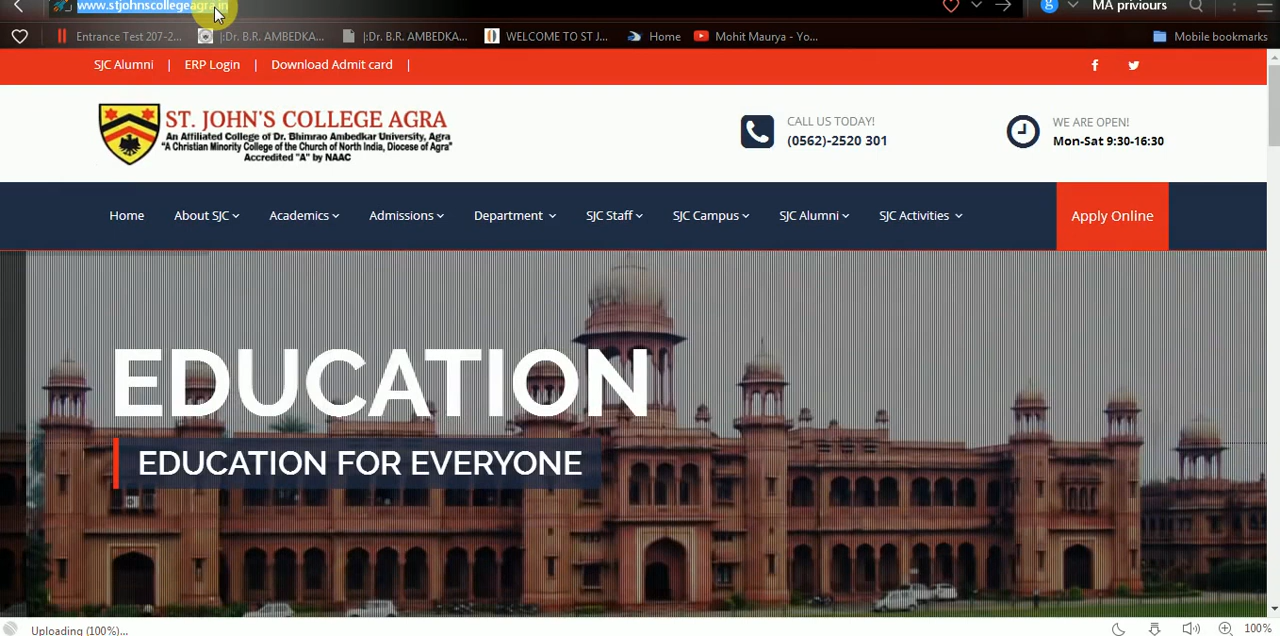 www.stjohnscollegeagra.in
MA priviours
Entrance Test 207-2...
|:Dr. B.R. AMBEDKA...
|:Dr. B.R. AMBEDKA...
WELCOME TO ST J...
Home
Mohit Maurya - Yo...
Mobile bookmarks
SJC Alumni | ERP Login | Download Admit card |
ST. JOHN'S COLLEGE AGRA
An Affiliated College of Dr. Bhimrao Ambedkar University, Agra
"A Christian Minority College of the Church of North India, Diocese of Agra"
Accredited "A" by NAAC
CALL US TODAY!
(0562)-2520 301
WE ARE OPEN!
Mon-Sat 9:30-16:30
Home About SJC Academics Admissions Department SJC Staff SJC Campus SJC Alumni SJC Activities Apply Online
EDUCATION
EDUCATION FOR EVERYONE
Uploading (100%)...
100%